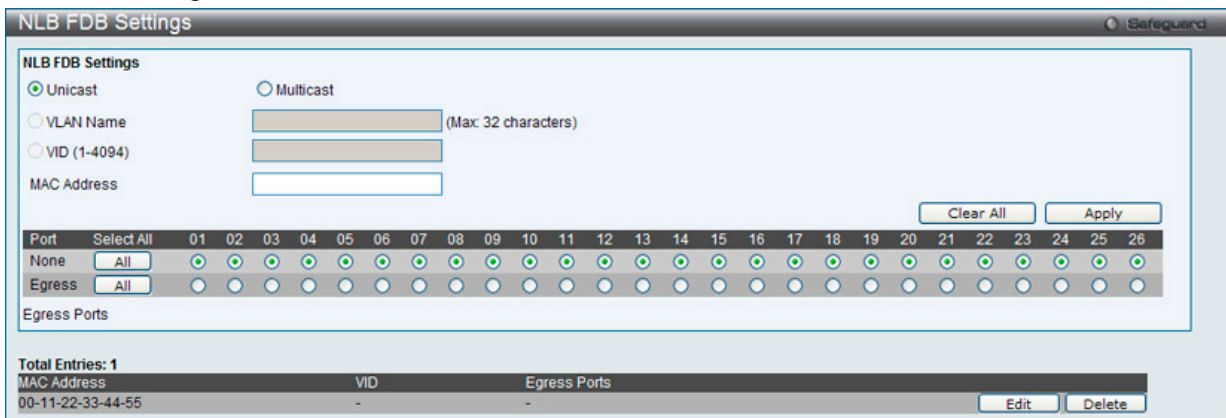 NLB FDB Settings Safeguard
NLB FDB Settings
Unicast Multicast
VLAN Name (Max: 32 characters)
VID (1-4094)
MAC Address
Clear All Apply
Port Select All 01 02 03 04 05 06 07 08 09 10 11 12 13 14 15 16 17 18 19 20 21 22 23 24 25 26
None All
Egress All
Egress Ports
Total Entries: 1
MAC Address VID Egress Ports
00-11-22-33-44-55 - - Edit Delete